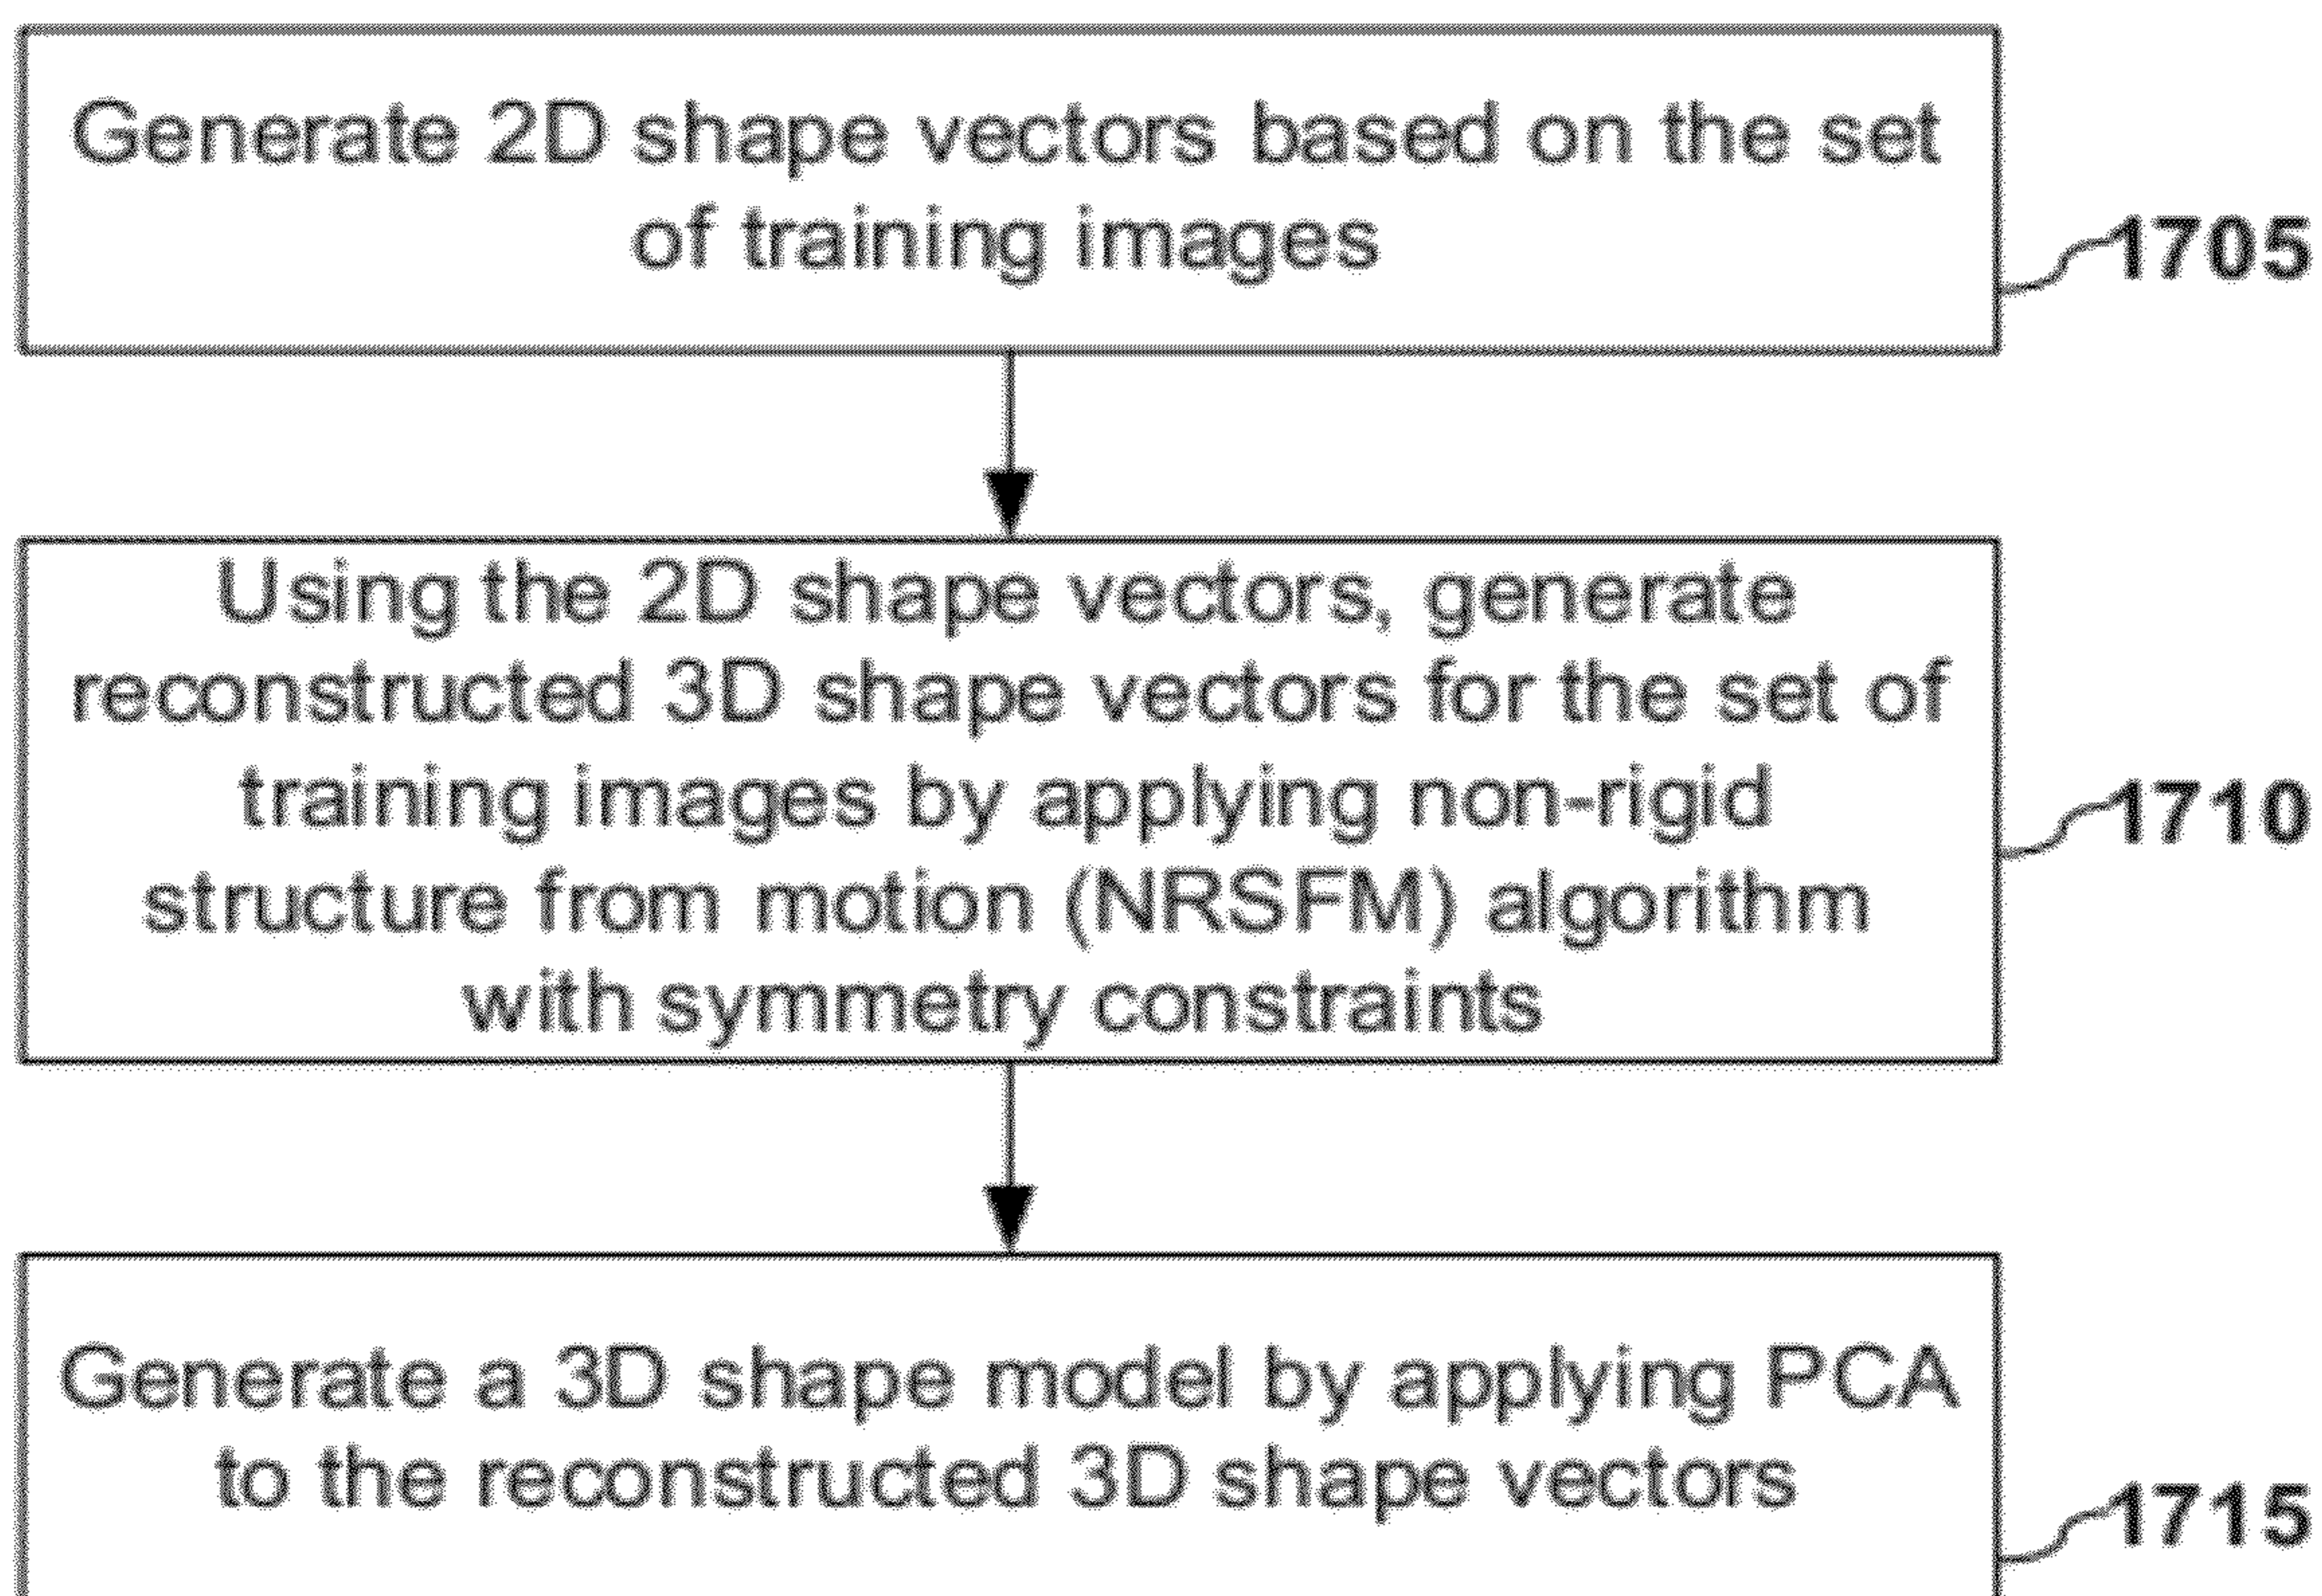 Generate 2D shape vectors based on the set
of training images
1705
Using the 2D shape vectors, generate
reconstructed 3D shape vectors for the set of
training images by applying non-rigid
structure from motion (NRSFM) algorithm
with symmetry constraints
1710
Generate a 3D shape model by applying PCA
to the reconstructed 3D shape vectors
1715